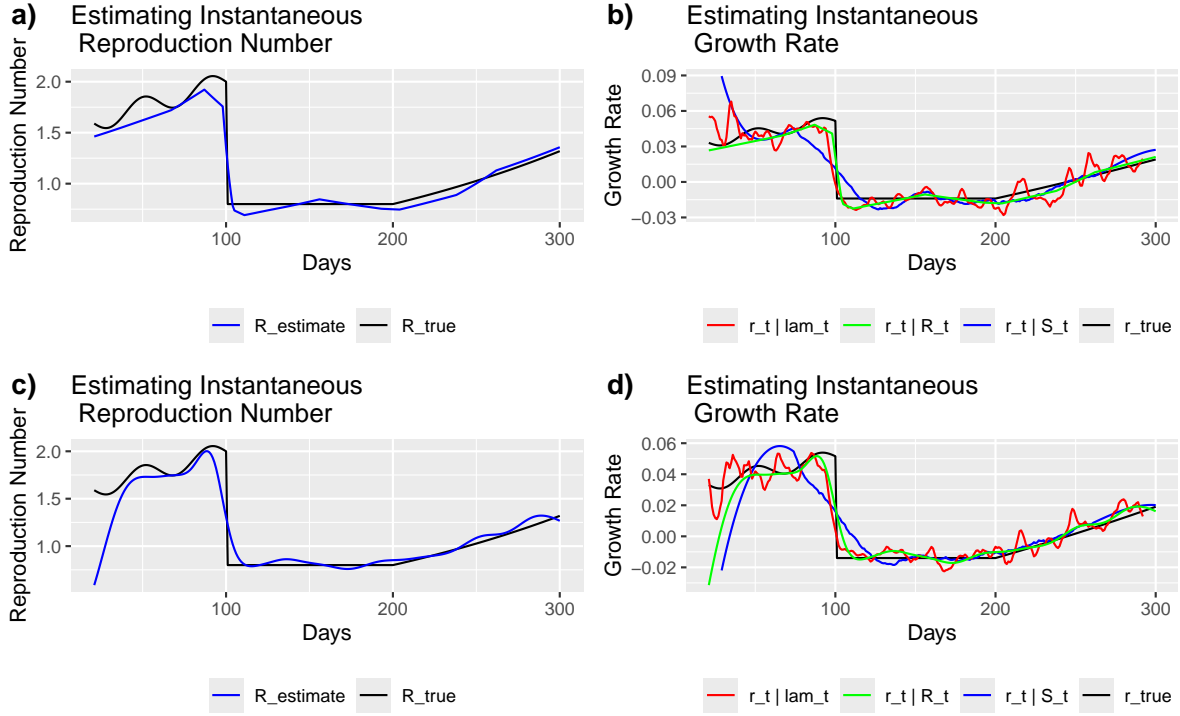 a)
Estimating Instantaneous
Reproduction Number
Reproduction Number
2.0
1.5
1.0
100
200
300
Days
R_estimate
R_true
b)
Estimating Instantaneous
Growth Rate
Growth Rate
0.09
0.06
0.03
0.00
−0.03
100
200
300
Days
r_t | lam_t
r_t | R_t
r_t | S_t
r_true
c)
Estimating Instantaneous
Reproduction Number
Reproduction Number
2.0
1.5
1.0
100
200
300
Days
R_estimate
R_true
d)
Estimating Instantaneous
Growth Rate
Growth Rate
0.06
0.04
0.02
0.00
−0.02
100
200
300
Days
r_t | lam_t
r_t | R_t
r_t | S_t
r_true